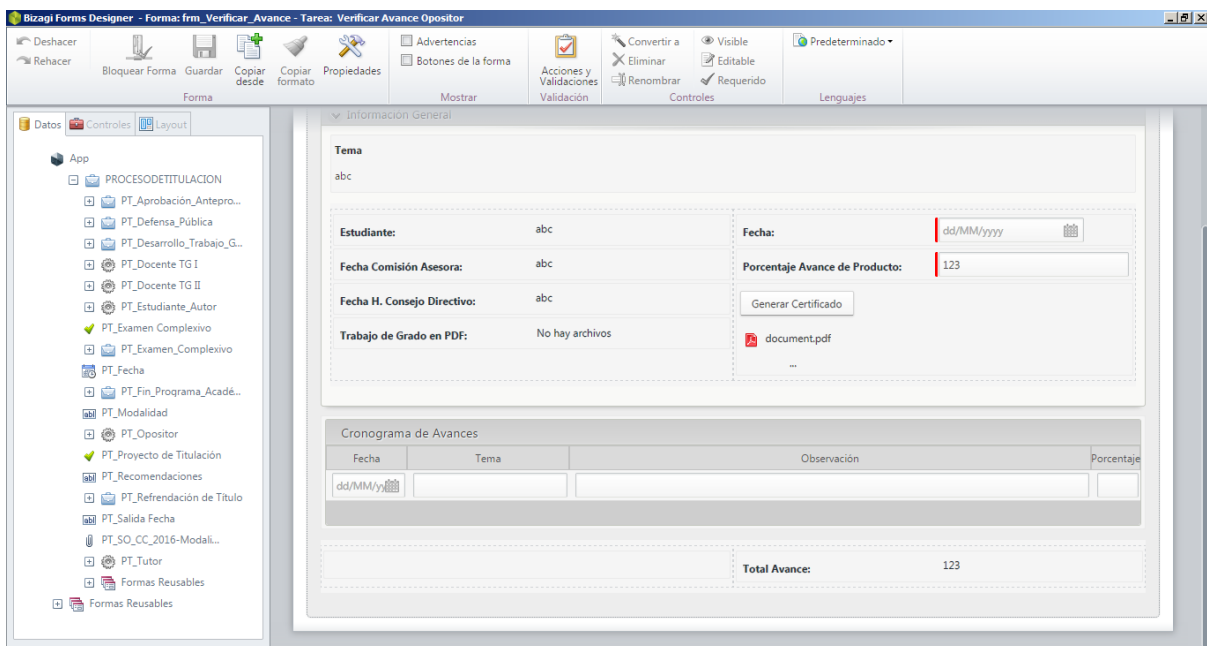 Bizagi Forms Designer - Forma: frm_Verificar_Avance - Tarea: Verificar Avance Opositor
Deshacer
Rehacer
Bloquear Forma
Guardar
Copiar desde
Copiar formato
Propiedades
Forma
Advertencias
Botones de la forma
Mostrar
Acciones y Validaciones
Validación
Convertir a
Eliminar
Renombrar
Visible
Editable
Requerido
Controles
Predeterminado
Lenguajes
Datos
Controles
Layout
App
PROCESODETITULACION
PT_Aprobación_Antepro...
PT_Defensa_Pública
PT_Desarrollo_Trabajo_G...
PT_Docente TG I
PT_Docente TG II
PT_Estudiante_Autor
PT_Examen Complexivo
PT_Examen_Complexivo
PT_Fecha
PT_Fin_Programa_Acadé...
PT_Modalidad
PT_Opositor
PT_Proyecto de Titulación
PT_Recomendaciones
PT_Refrendación de Título
PT_Salida Fecha
PT_SO_CC_2016-Modali...
PT_Tutor
Formas Reusables
Formas Reusables
Información General
Tema
abc
Estudiante: abc
Fecha: dd/MM/yyyy
Fecha Comisión Asesora: abc
Porcentaje Avance de Producto: 123
Fecha H. Consejo Directivo: abc
Generar Certificado
Trabajo de Grado en PDF: No hay archivos
document.pdf
...
Cronograma de Avances
Fecha Tema Observación Porcentaje
dd/MM/yy
Total Avance: 123